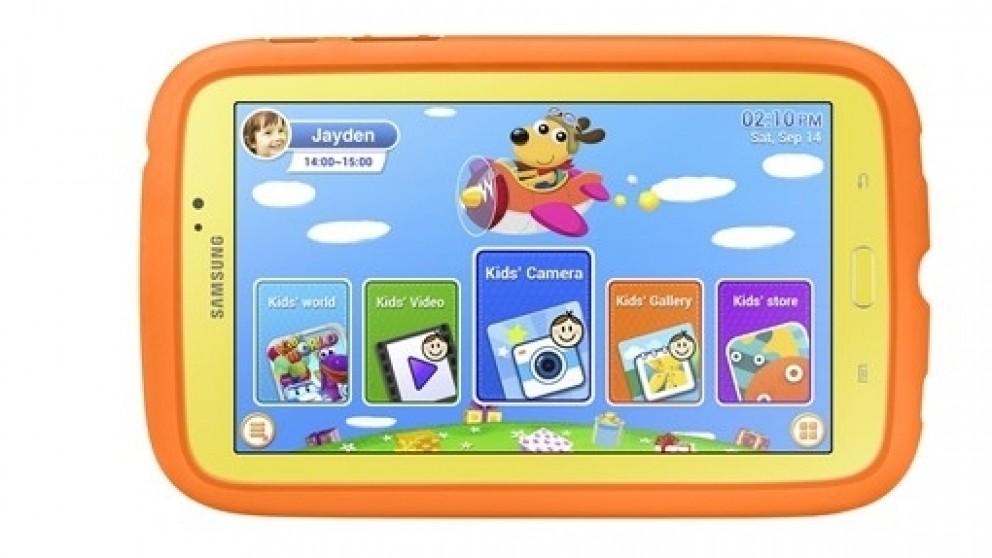 Jayden
14:00~15:00
02:10 PM
Sat, Sep 14
SAMSUNG
Kids' world
Kids' Video
Kids' Camera
Kids' Gallery
Kids' store
WORLD